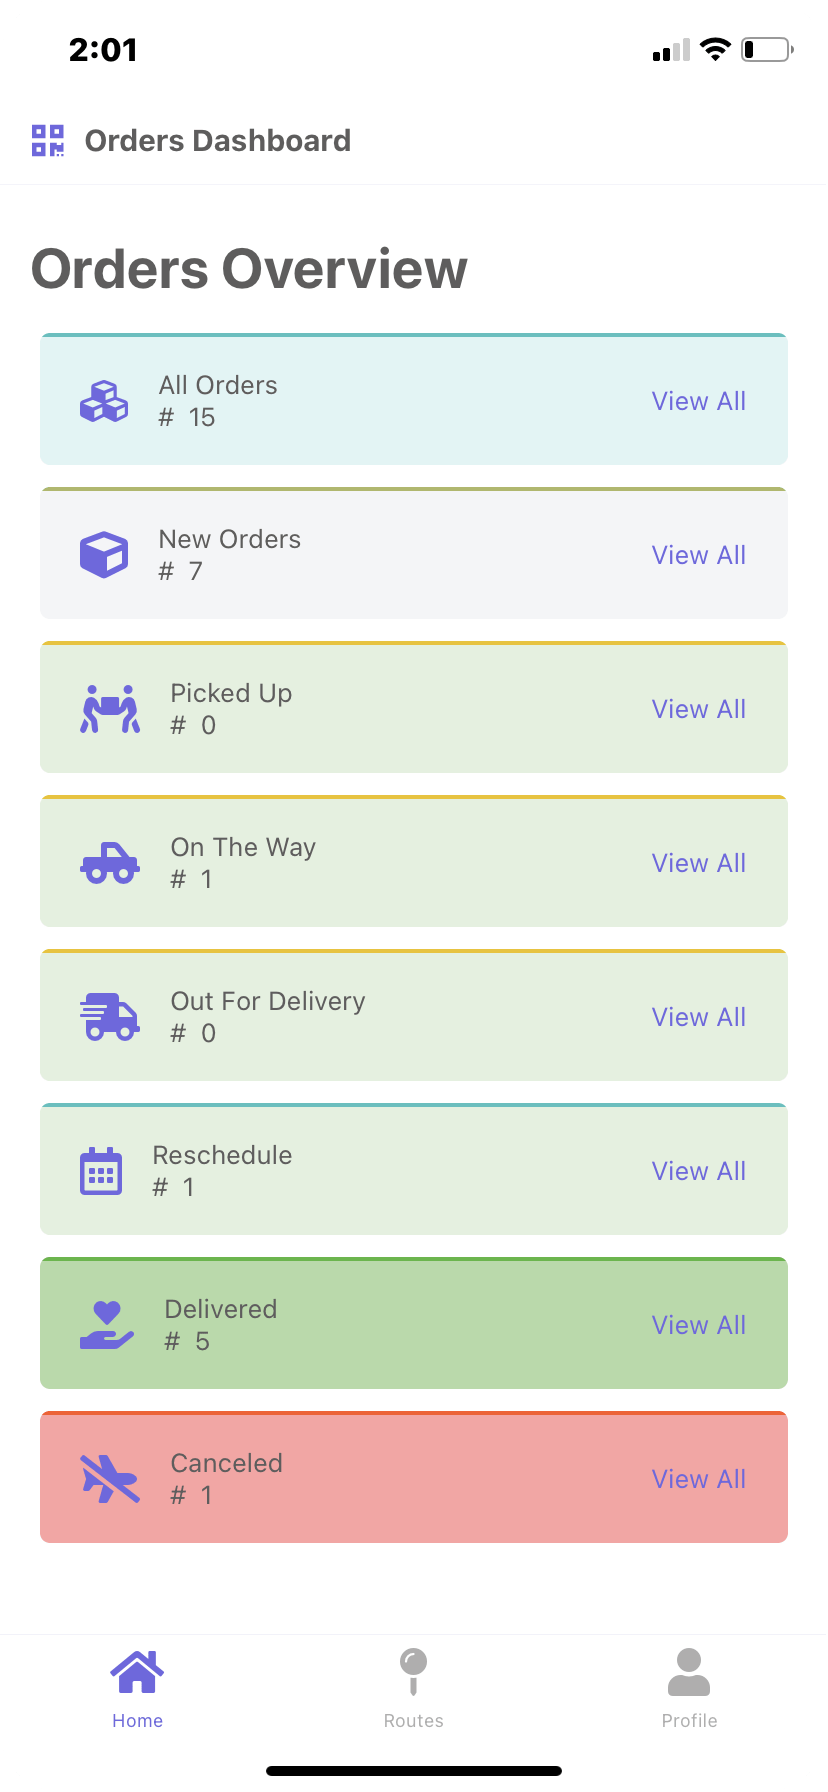 2:01
Orders Dashboard
Orders Overview
All Orders
# 15
View All
New Orders
# 7
View All
Picked Up
# 0
View All
On The Way
# 1
View All
Out For Delivery
# 0
View All
Reschedule
# 1
View All
Delivered
# 5
View All
Canceled
# 1
View All
Home
Routes
Profile